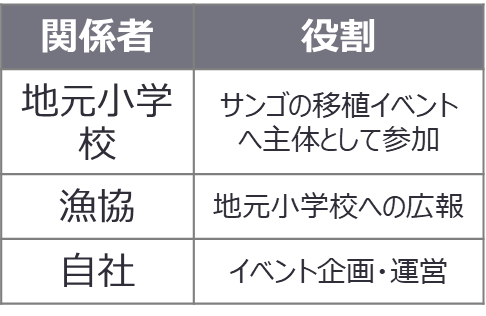 関係者 役割
地元小学
校
サンゴの移植イベント
へ主体として参加
漁協 地元小学校への広報
自社 イベント企画・運営